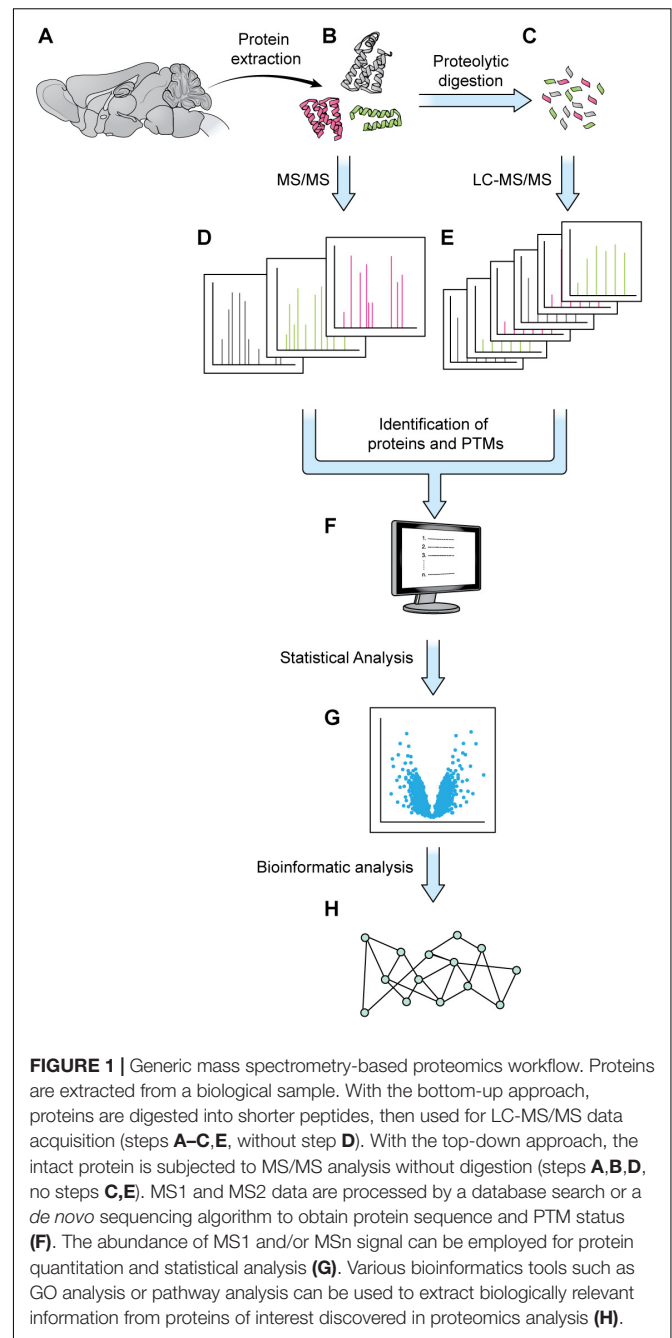 A
Protein
extraction
B
Proteolytic
digestion
C
MS/MS
LC-MS/MS
D
E
Identification of
proteins and PTMs
F
1.
2.
3.
n.
Statistical Analysis
G
Bioinformatic analysis
H
FIGURE 1 | Generic mass spectrometry-based proteomics workflow. Proteins
are extracted from a biological sample. With the bottom-up approach,
proteins are digested into shorter peptides, then used for LC-MS/MS data
acquisition (steps A–C,E, without step D). With the top-down approach, the
intact protein is subjected to MS/MS analysis without digestion (steps A,B,D,
no steps C,E). MS1 and MS2 data are processed by a database search or a
de novo sequencing algorithm to obtain protein sequence and PTM status
(F). The abundance of MS1 and/or MSn signal can be employed for protein
quantitation and statistical analysis (G). Various bioinformatics tools such as
GO analysis or pathway analysis can be used to extract biologically relevant
information from proteins of interest discovered in proteomics analysis (H).